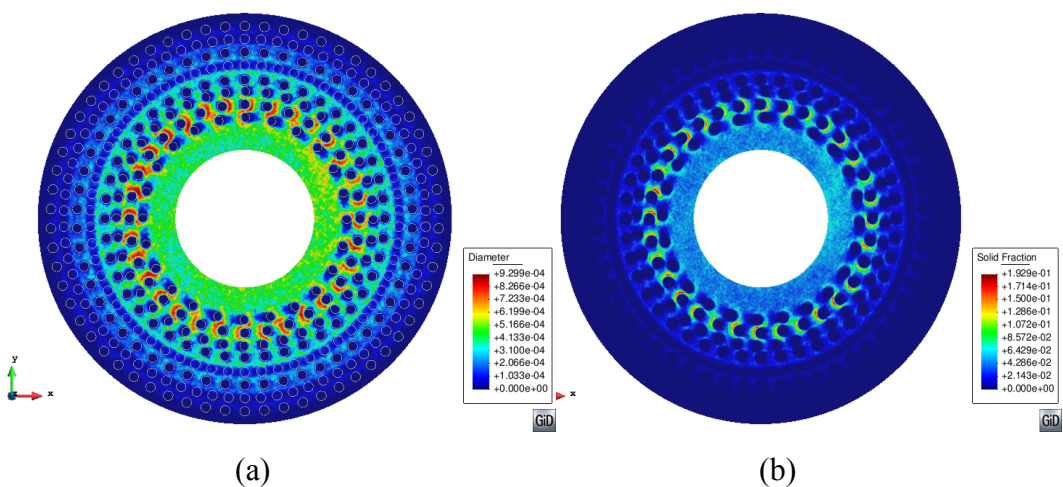 Diameter
+9.299e-04
+8.266e-04
+7.233e-04
+6.199e-04
+5.166e-04
+4.133e-04
+3.100e-04
+2.066e-04
+1.033e-04
+0.000e+00
y
z
x
GiD
(a)
Solid Fraction
+1.929e-01
+1.714e-01
+1.500e-01
+1.286e-01
+1.072e-01
+8.572e-02
+6.429e-02
+4.286e-02
+2.143e-02
+0.000e+00
x
GiD
(b)